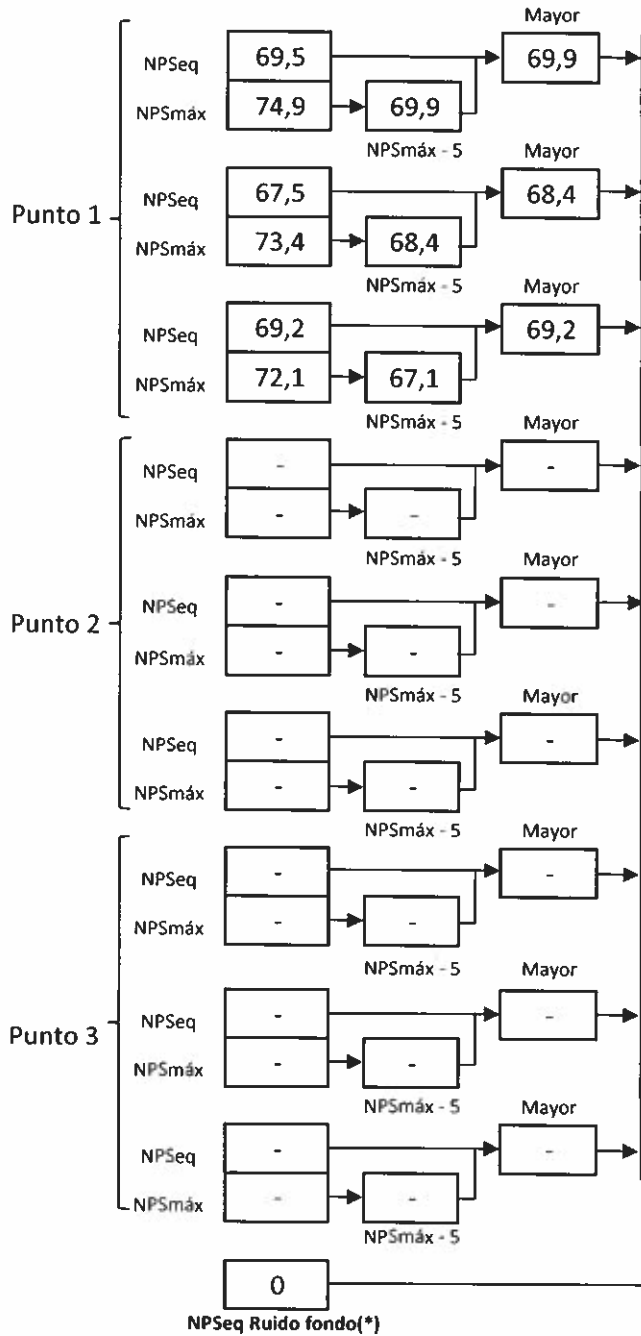 Mayor
NPSeq 69,5 69,9
NPSmáx 74,9 69,9
NPSmáx - 5
Mayor
NPSeq 67,5 68,4
Punto 1
NPSmáx 73,4 68,4
NPSmáx - 5
Mayor
NPSeq 69,2 69,2
NPSmáx 72,1 67,1
NPSmáx - 5
Mayor
NPSeq - -
NPSmáx - -
NPSmáx - 5
Mayor
NPSeq - -
Punto 2
NPSmáx - -
NPSmáx - 5
Mayor
NPSeq - -
NPSmáx - -
NPSmáx - 5
Mayor
NPSeq - -
NPSmáx - -
NPSmáx - 5
Mayor
NPSeq - -
Punto 3
NPSmáx - -
NPSmáx - 5
Mayor
NPSeq - -
NPSmáx - -
NPSmáx - 5
0
NPSeq Ruido fondo(*)